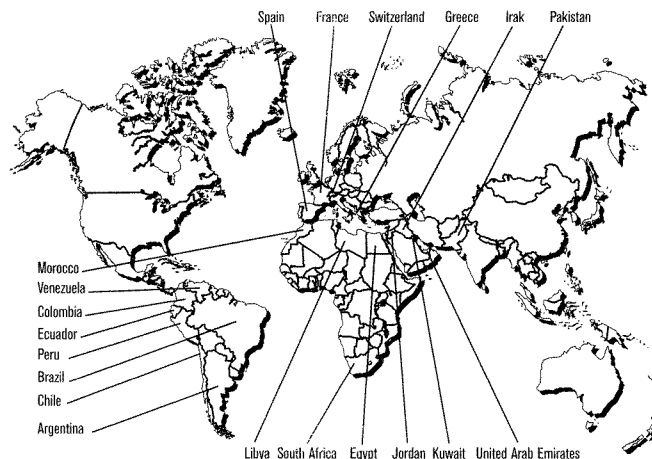 Spain France Switzerland Greece Irak Pakistan
Morocco
Venezuela
Colombia
Ecuador
Peru
Brazil
Chile
Argentina
Libya South Africa Egypt Jordan Kuwait United Arab Emirates